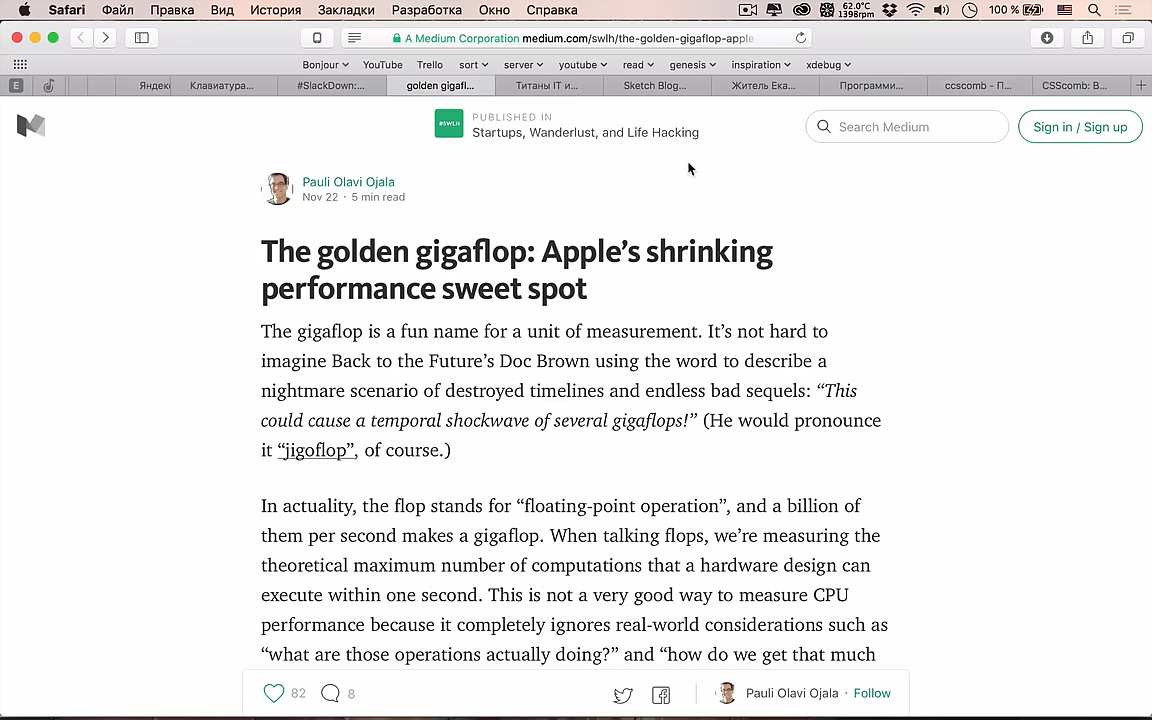 Safari Файл Правка Вид История Закладки Разработка Окно Справка 62.0°C 1398rpm 100 %
A Medium Corporation medium.com/swlh/the-golden-gigaflop-apple-
Bonjour YouTube Trello sort server youtube read genesis inspiration xdebug
E Яндек Клавиатура... #SlackDown:... golden gigafl... Титаны IT и... Sketch Blog... Житель Ека... Программи... ccscomb - П... CSScomb: В...
#SWLH
PUBLISHED IN
Startups, Wanderlust, and Life Hacking
Search Medium
Sign in / Sign up
Pauli Olavi Ojala
Nov 22 · 5 min read
The golden gigaflop: Apple’s shrinking
performance sweet spot
The gigaflop is a fun name for a unit of measurement. It’s not hard to
imagine Back to the Future’s Doc Brown using the word to describe a
nightmare scenario of destroyed timelines and endless bad sequels: “This
could cause a temporal shockwave of several gigaflops!” (He would pronounce
it “jigoflop”, of course.)
In actuality, the flop stands for “floating-point operation”, and a billion of
them per second makes a gigaflop. When talking flops, we’re measuring the
theoretical maximum number of computations that a hardware design can
execute within one second. This is not a very good way to measure CPU
performance because it completely ignores real-world considerations such as
“what are those operations actually doing?” and “how do we get that much
82 8 Pauli Olavi Ojala · Follow